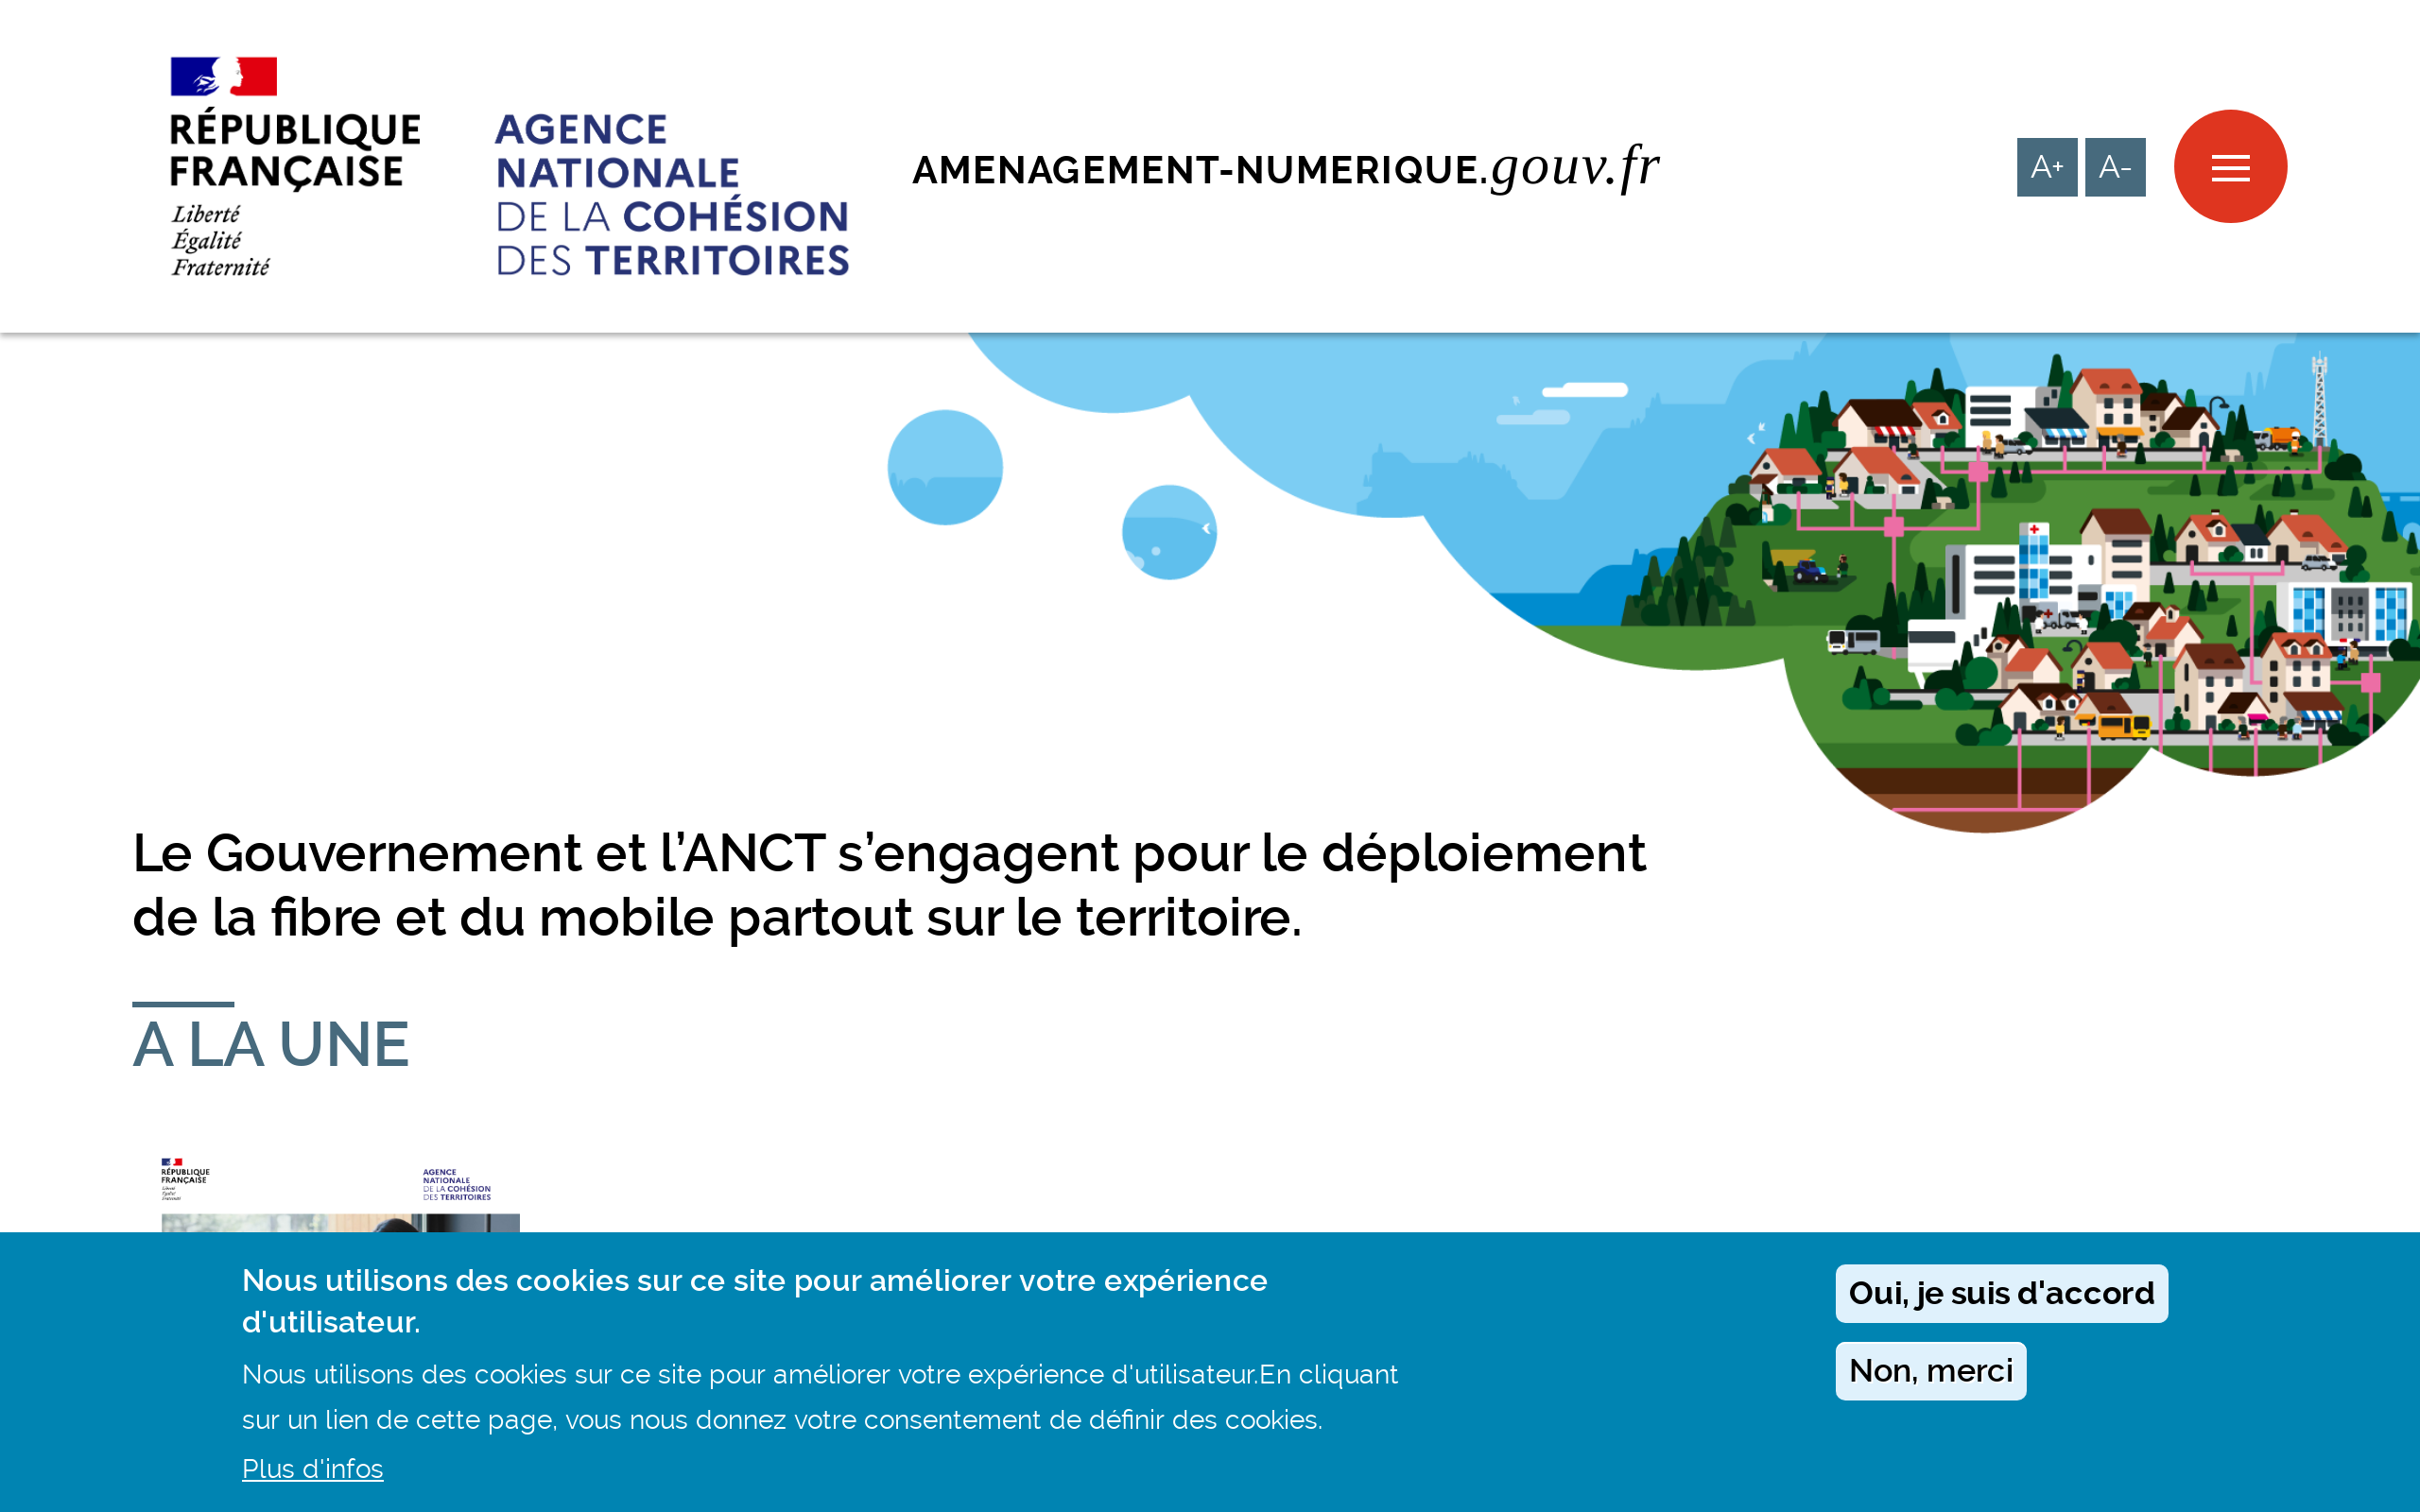 RÉPUBLIQUE
FRANÇAISE
Liberté
Égalité
Fraternité
AGENCE
NATIONALE
DE LA COHÉSION
DES TERRITOIRES
AMENAGEMENT-NUMERIQUE.gouv.fr
A+
A-
Le Gouvernement et l’ANCT s’engagent pour le déploiement
de la fibre et du mobile partout sur le territoire.
A LA UNE
RÉPUBLIQUE
FRANÇAISE
Liberté
Égalité
Fraternité
AGENCE
NATIONALE
DE LA COHÉSION
DES TERRITOIRES
Nous utilisons des cookies sur ce site pour améliorer votre expérience
d'utilisateur.
Nous utilisons des cookies sur ce site pour améliorer votre expérience d'utilisateur.En cliquant
sur un lien de cette page, vous nous donnez votre consentement de définir des cookies.
Plus d'infos
Oui, je suis d'accord
Non, merci